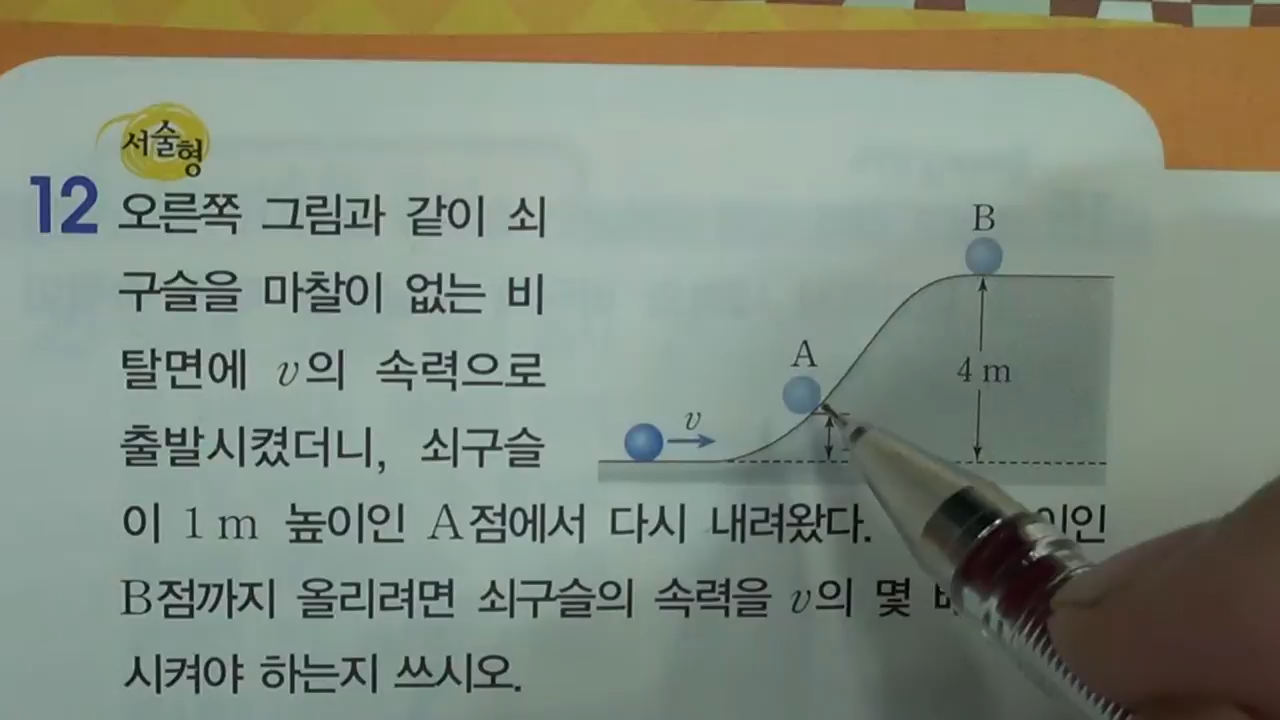 서술형
12 오른쪽 그림과 같이 쇠
구슬을 마찰이 없는 비
탈면에 v의 속력으로
출발시켰더니, 쇠구슬
이 1 m 높이인 A점에서 다시 내려왔다.
B점까지 올리려면 쇠구슬의 속력을 v의 몇
시켜야 하는지 쓰시오.
B
A
4 m
v